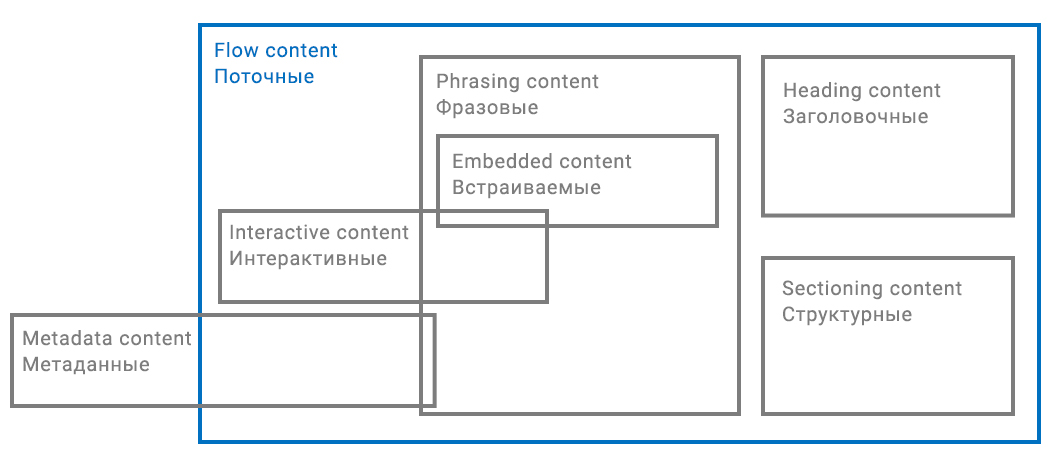 Flow content
Поточные
Phrasing content
Фразовые
Embedded content
Встраиваемые
Interactive content
Интерактивные
Metadata content
Метаданные
Heading content
Заголовочные
Sectioning content
Структурные